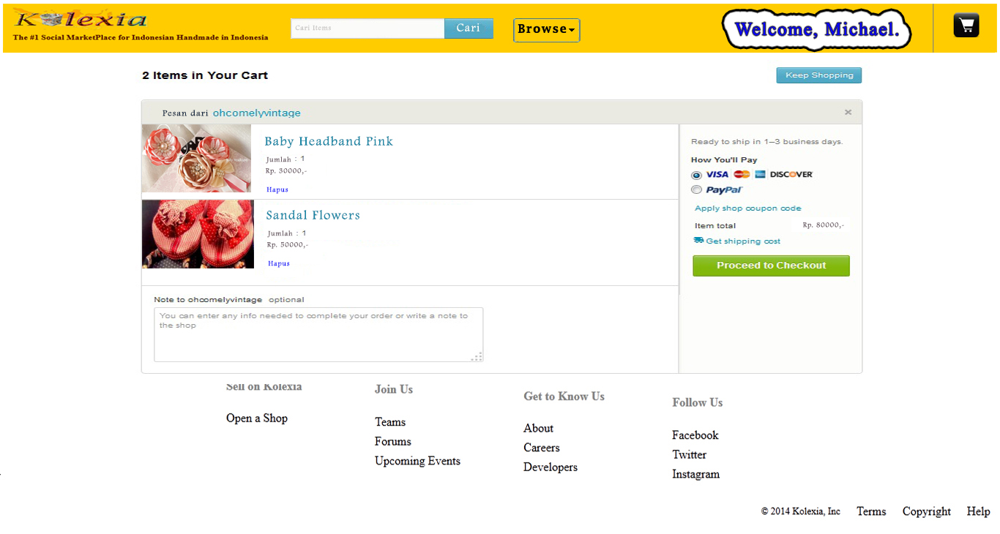 Kolexia
The #1 Social MarketPlace for Indonesian Handmade in Indonesia
Cari Items
Cari
Browse
Welcome, Michael.
2 Items in Your Cart
Keep Shopping
Pesan dari ohcomelyvintage
×
Baby Headband Pink
Jumlah : 1
Rp. 30000,-
Hapus
Sandal Flowers
Jumlah : 1
Rp. 50000,-
Hapus
Note to ohcomelyvintage optional
You can enter any info needed to complete your order or write a note to
the shop
Ready to ship in 1–3 business days.
How You'll Pay
VISA MasterCard DISCOVER
PayPal
Apply shop coupon code
Item total Rp. 80000,-
Get shipping cost
Proceed to Checkout
Sell on Kolexia
Open a Shop
Join Us
Teams
Forums
Upcoming Events
Get to Know Us
About
Careers
Developers
Follow Us
Facebook
Twitter
Instagram
© 2014 Kolexia, Inc Terms Copyright Help